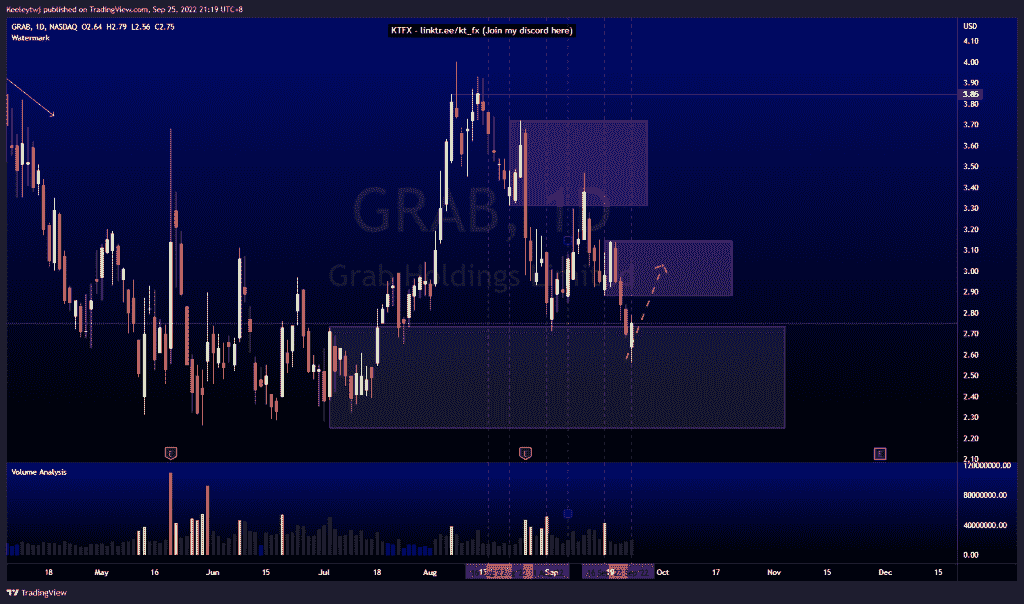 Keeleytwj published on TradingView.com, Sep 25, 2022 21:19 UTC+8
GRAB, 1D, NASDAQ O2.64 H2.79 L2.56 C2.75
Watermark
KTFX - linktr.ee/kt_fx (Join my discord here)
USD
4.10
4.00
3.90
3.85
3.80
3.70
3.60
3.50
3.40
3.30
3.20
3.10
3.00
2.90
2.80
2.70
2.60
2.50
2.40
2.30
2.20
2.10
GRAB, 1D
Grab Holdings Limited
E
E
E
Volume Analysis
120000000.00
80000000.00
40000000.00
0.00
18 May 16 Jun 15 Jul 18 Aug 15 Sep 19 Oct 17 Nov 15 Dec 15
TradingView